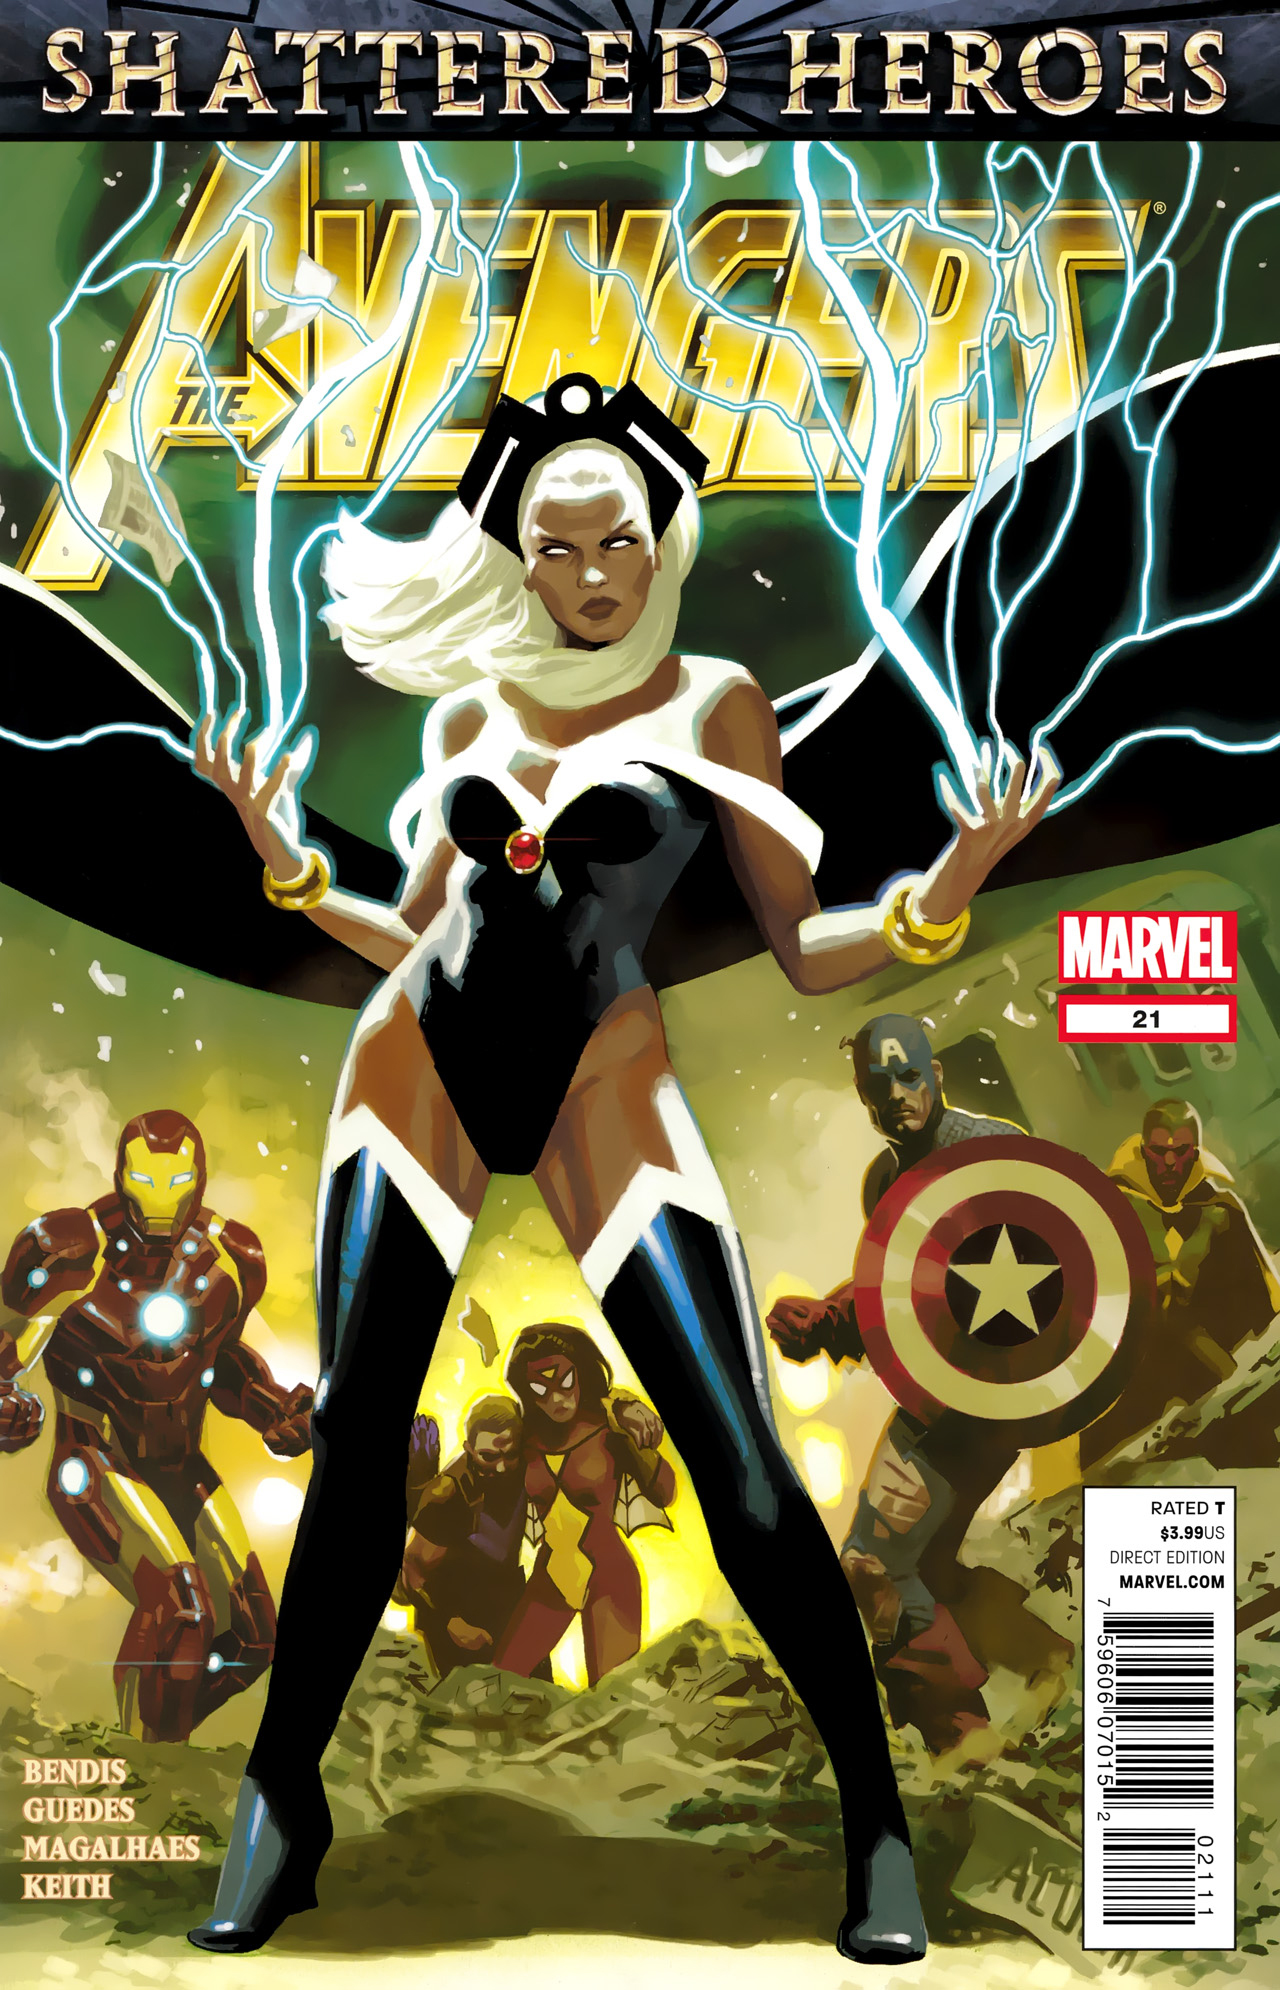 SHATTERED HEROES
THE AVENGERS®
MARVEL
21
RATED T
$3.99US
DIRECT EDITION
MARVEL.COM
7 59606 07015 2
02111
BENDIS
GUEDES
MAGALHAES
KEITH